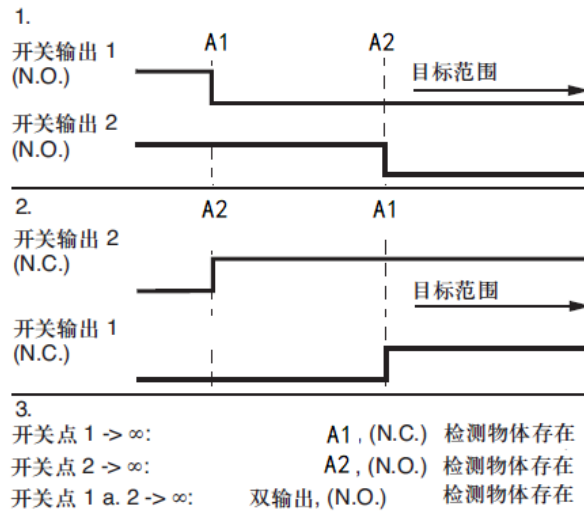 1.
A1 A2
开关输出 1
(N.O.)
目标范围
开关输出 2
(N.O.)
2.
A2 A1
开关输出 2
(N.C.)
目标范围
开关输出 1
(N.C.)
3.
开关点 1 -> ∞: A1, (N.C.) 检测物体存在
开关点 2 -> ∞: A2, (N.O.) 检测物体存在
开关点 1 a. 2 -> ∞: 双输出, (N.O.) 检测物体存在